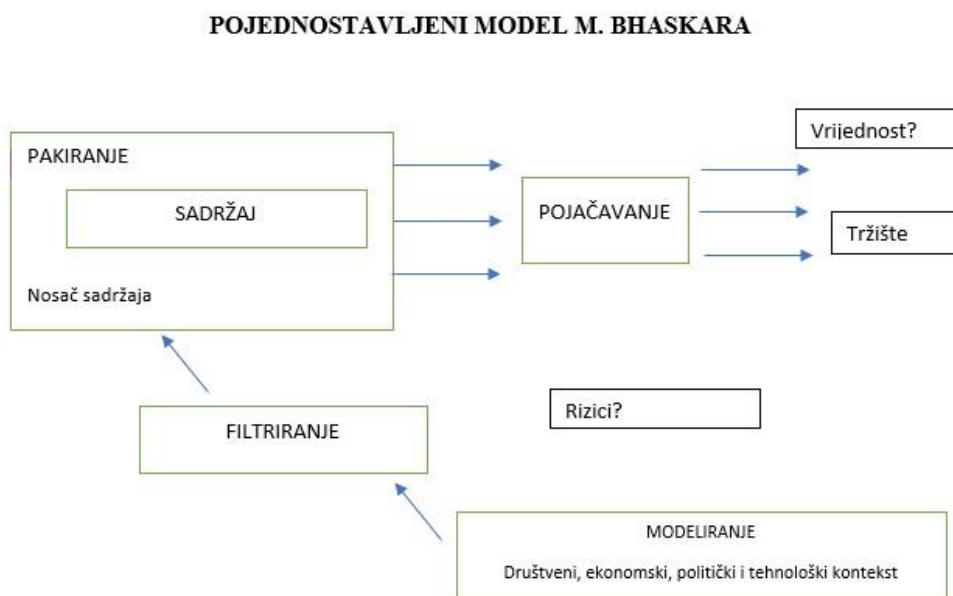 POJEDNOSTAVLJENI MODEL M. BHASKARA
Vrijednost?
PAKIRANJE
SADRŽAJ
POJAČAVANJE
Tržište
Nosač sadržaja
Rizici?
FILTRIRANJE
MODELIRANJE
Društveni, ekonomski, politički i tehnološki kontekst